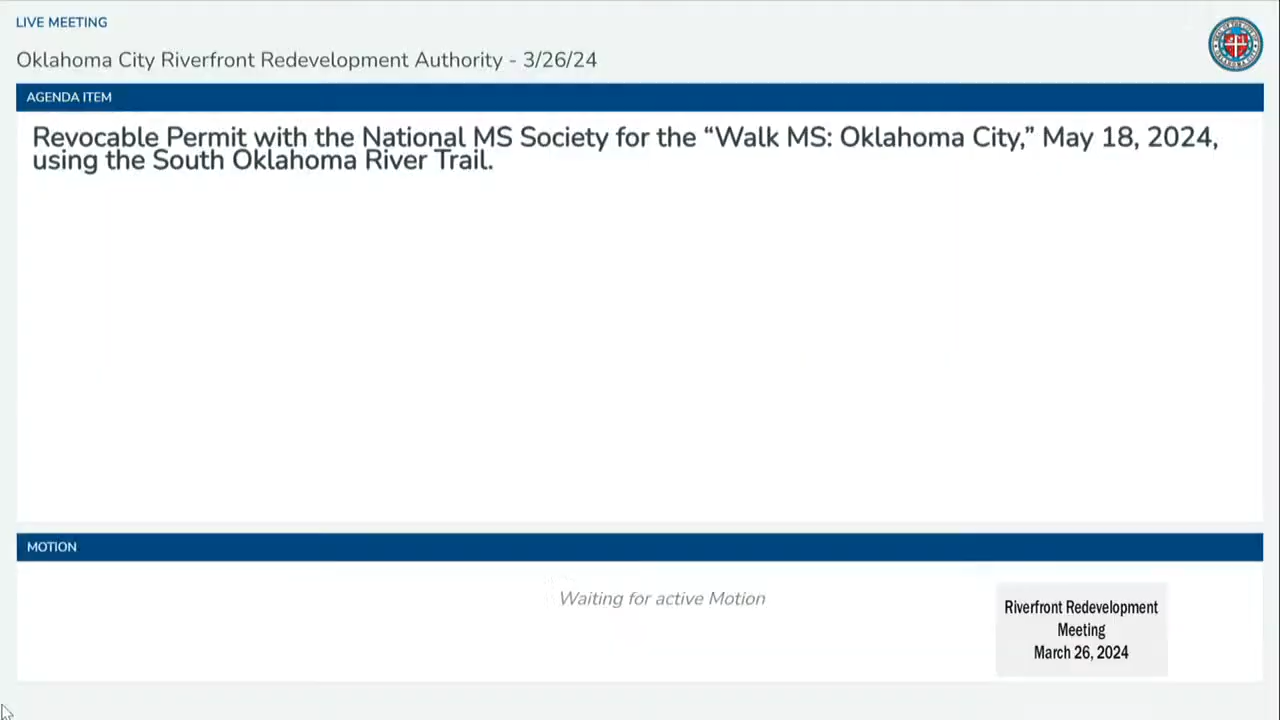 LIVE MEETING
Oklahoma City Riverfront Redevelopment Authority - 3/26/24
AGENDA ITEM
Revocable Permit with the National MS Society for the “Walk MS: Oklahoma City,” May 18, 2024,
using the South Oklahoma River Trail.
MOTION
Waiting for active Motion
Riverfront Redevelopment
Meeting
March 26, 2024